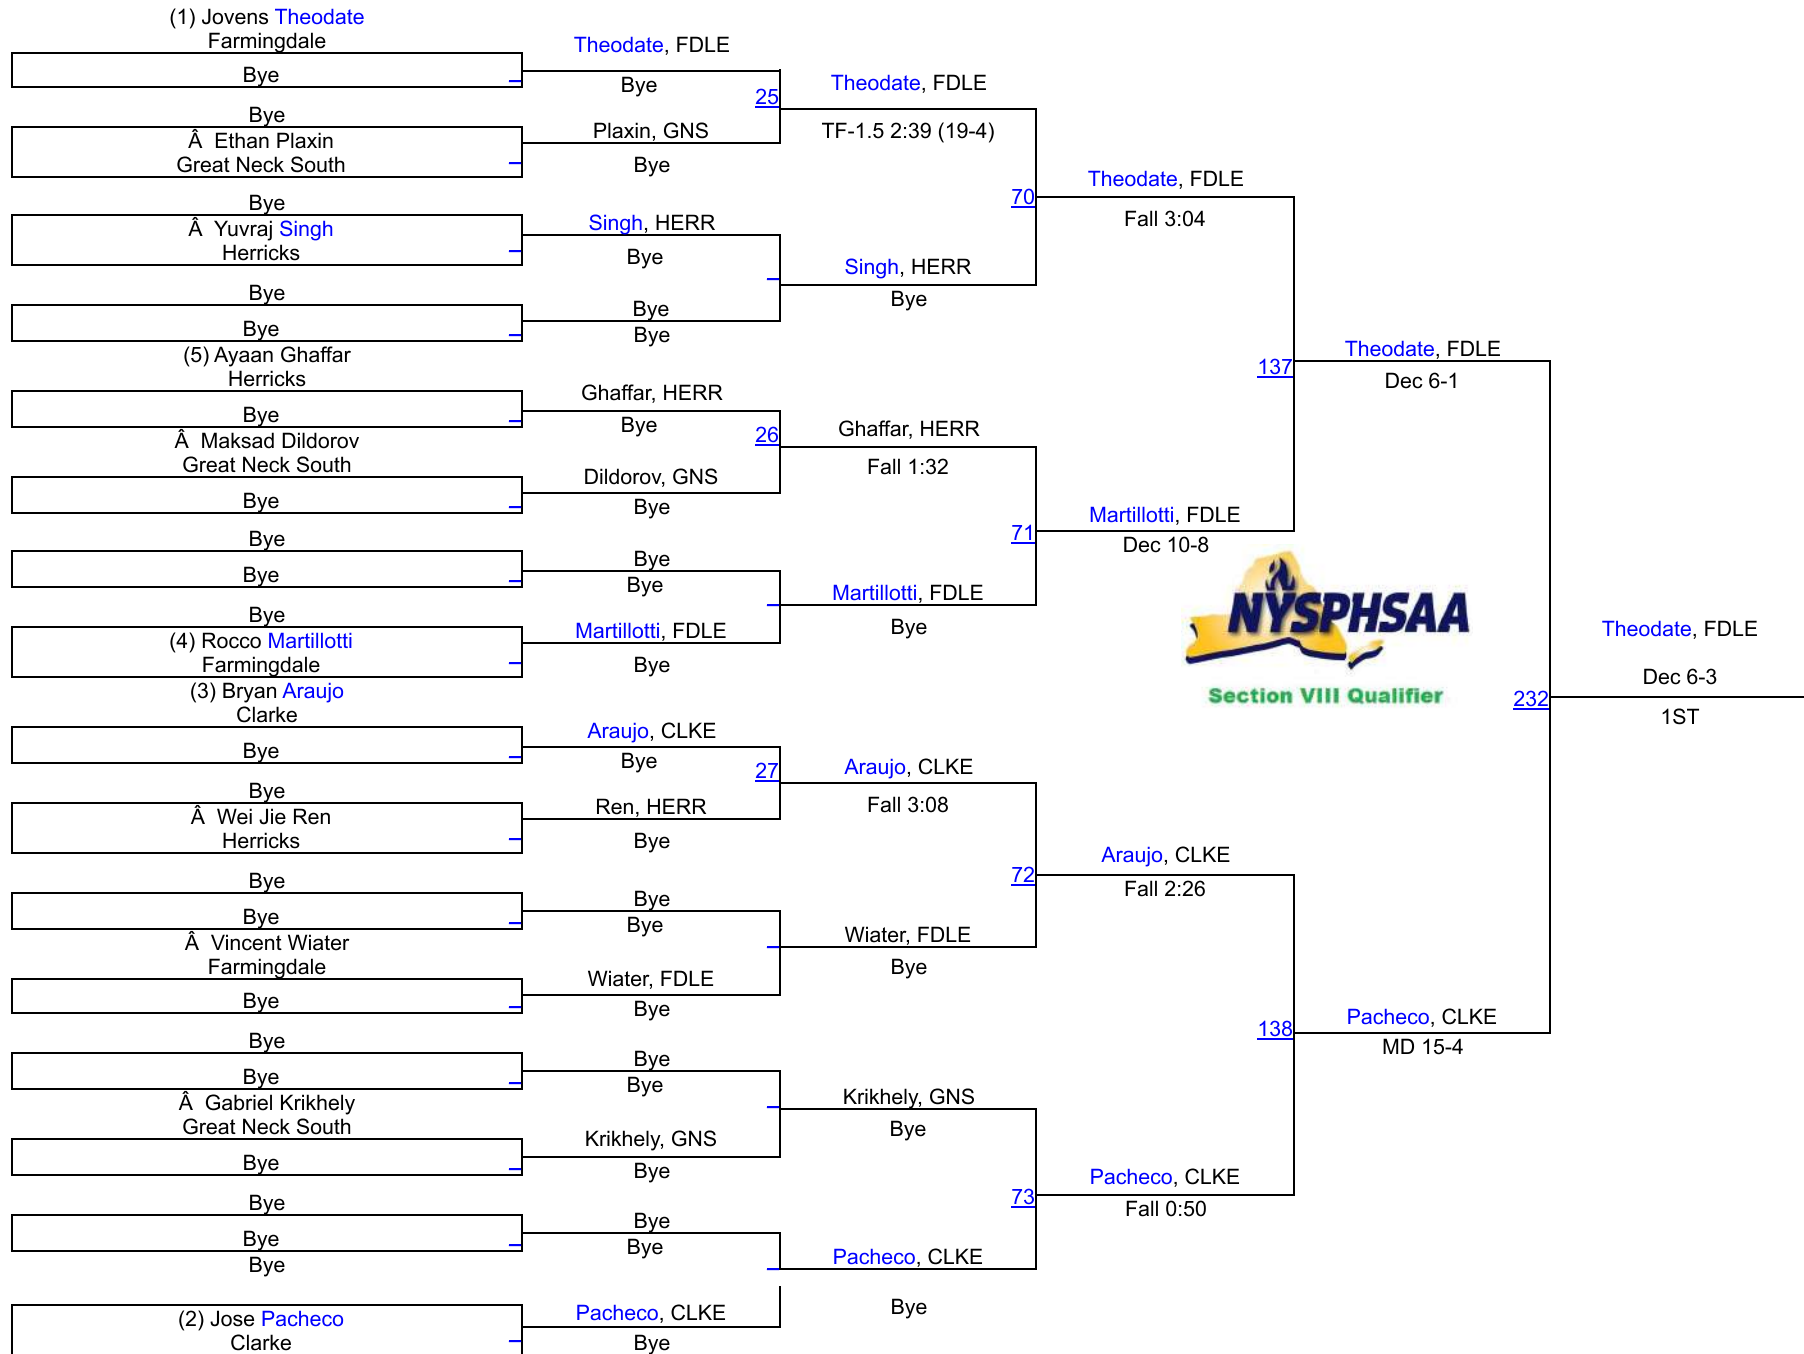 (1) Jovens Theodate
Farmingdale
Bye
Bye
Â Ethan Plaxin
Great Neck South
Bye
Â Yuvraj Singh
Herricks
Bye
Bye
(5) Ayaan Ghaffar
Herricks
Bye
Â Maksad Dildorov
Great Neck South
Bye
Bye
Bye
Bye
(4) Rocco Martillotti
Farmingdale
(3) Bryan Araujo
Clarke
Bye
Bye
Â Wei Jie Ren
Herricks
Bye
Bye
Â Vincent Wiater
Farmingdale
Bye
Bye
Bye
Â Gabriel Krikhely
Great Neck South
Bye
Bye
Bye
Bye
(2) Jose Pacheco
Clarke
Theodate, FDLE
Bye
25
Plaxin, GNS
Bye
Singh, HERR
Bye
Bye
Bye
Ghaffar, HERR
Bye
26
Dildorov, GNS
Bye
Bye
Bye
Martillotti, FDLE
Bye
Araujo, CLKE
Bye
27
Ren, HERR
Bye
Bye
Bye
Wiater, FDLE
Bye
Bye
Bye
Krikhely, GNS
Bye
Bye
Bye
Pacheco, CLKE
Bye
Theodate, FDLE
TF-1.5 2:39 (19-4)
70
Singh, HERR
Bye
Ghaffar, HERR
Fall 1:32
71
Martillotti, FDLE
Bye
Araujo, CLKE
Fall 3:08
72
Wiater, FDLE
Bye
Krikhely, GNS
Bye
73
Pacheco, CLKE
Bye
Theodate, FDLE
Fall 3:04
137
Martillotti, FDLE
Dec 10-8
NYSPHSAA
Section VIII Qualifier
Araujo, CLKE
Fall 2:26
138
Pacheco, CLKE
Fall 0:50
Theodate, FDLE
Dec 6-1
232
Pacheco, CLKE
MD 15-4
Theodate, FDLE
Dec 6-3
1ST